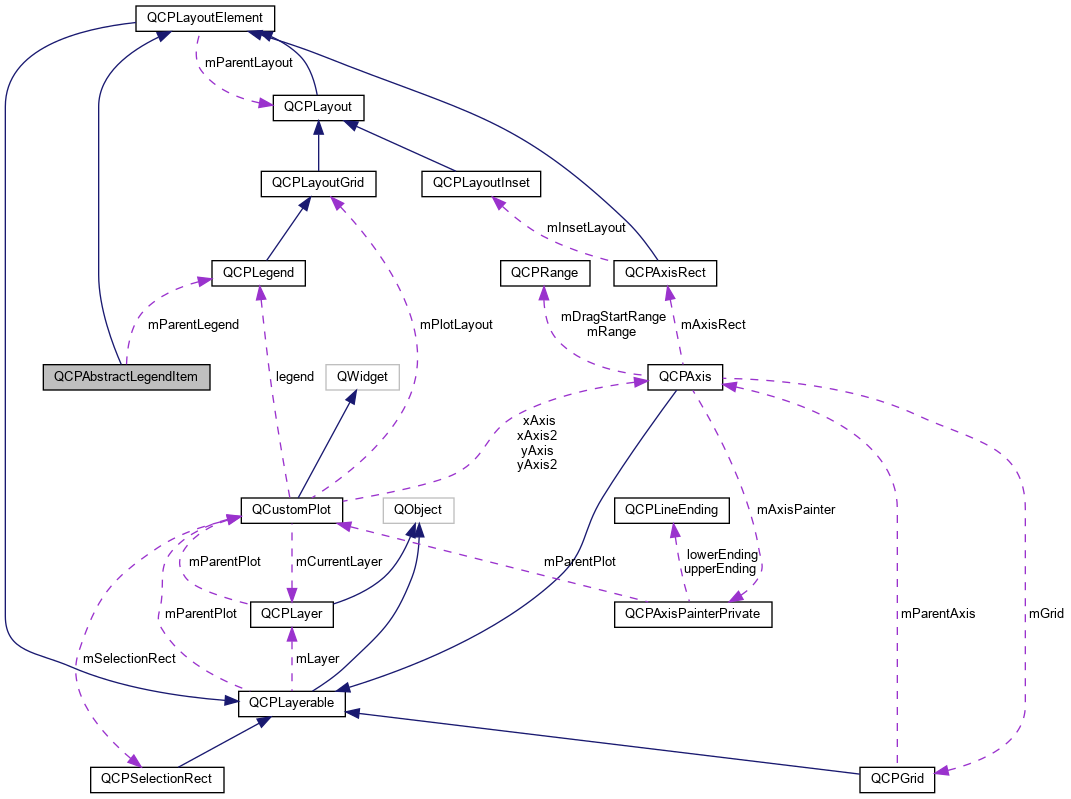 QCPLayoutElement
mParentLayout
QCPLayout
QCPLayoutGrid
QCPLayoutInset
mInsetLayout
QCPLegend
QCPRange
QCPAxisRect
mParentLegend
mPlotLayout
mDragStartRange
mRange
mAxisRect
QCPAbstractLegendItem
legend
QWidget
QCPAxis
xAxis
xAxis2
yAxis
yAxis2
QCustomPlot
QObject
QCPLineEnding
mAxisPainter
mParentPlot
mCurrentLayer
mParentPlot
lowerEnding
upperEnding
mParentPlot
QCPLayer
QCPAxisPainterPrivate
mParentAxis
mGrid
mSelectionRect
mLayer
QCPLayerable
QCPSelectionRect
QCPGrid